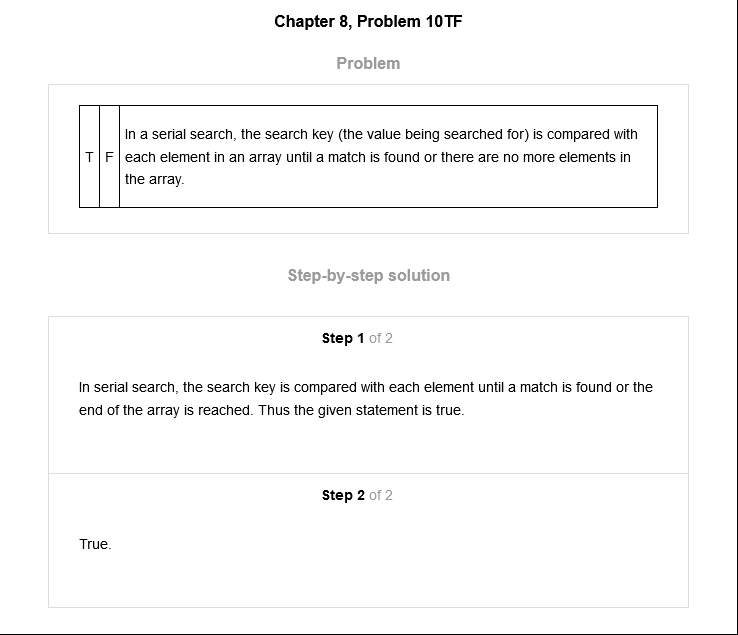 Chapter 8, Problem 10TF
Problem
In a serial search, the search key (the value being searched for) is compared with
T F each element in an array until a match is found or there are no more elements in
the array.
Step-by-step solution
Step 1 of 2
In serial search, the search key is compared with each element until a match is found or the
end of the array is reached. Thus the given statement is true.
Step 2 of 2
True.